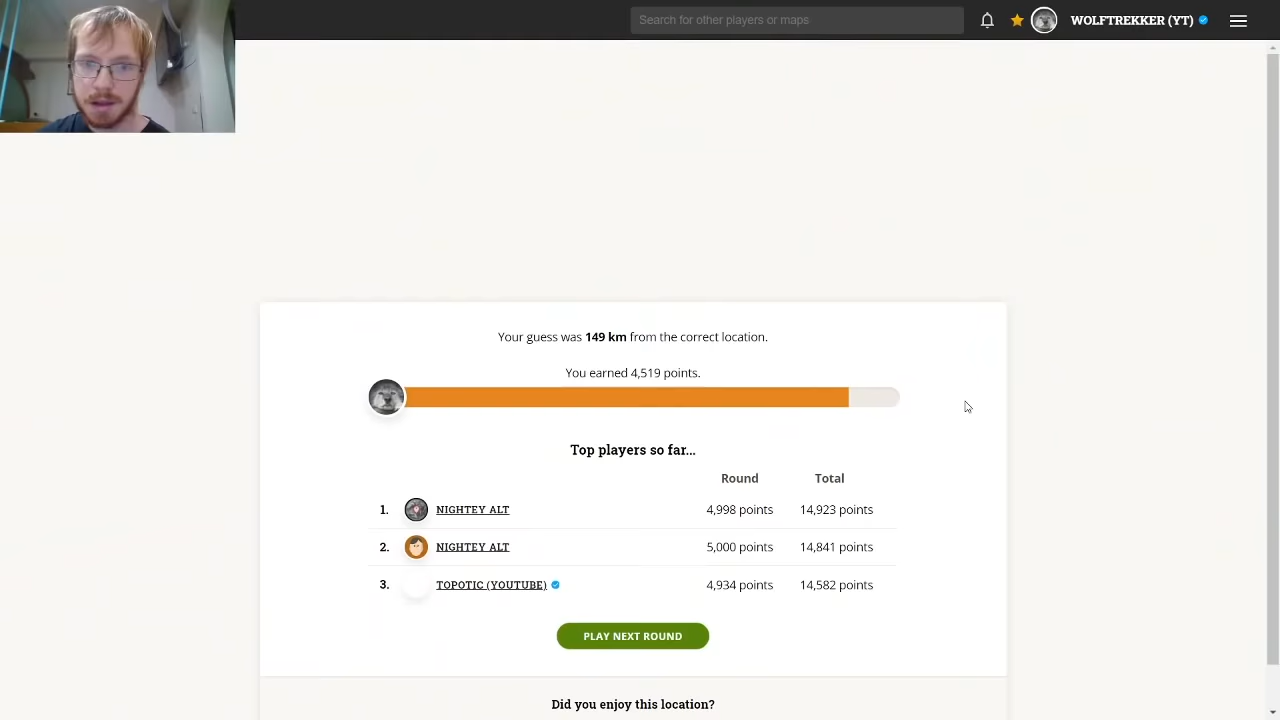 Search for other players or maps
WOLFTREKKER (YT)
Your guess was 149 km from the correct location.
You earned 4,519 points.
Top players so far...
Round Total
1. NIGHTEY ALT 4,998 points 14,923 points
2. NIGHTEY ALT 5,000 points 14,841 points
3. TOPOTIC (YOUTUBE) 4,934 points 14,582 points
PLAY NEXT ROUND
Did you enjoy this location?